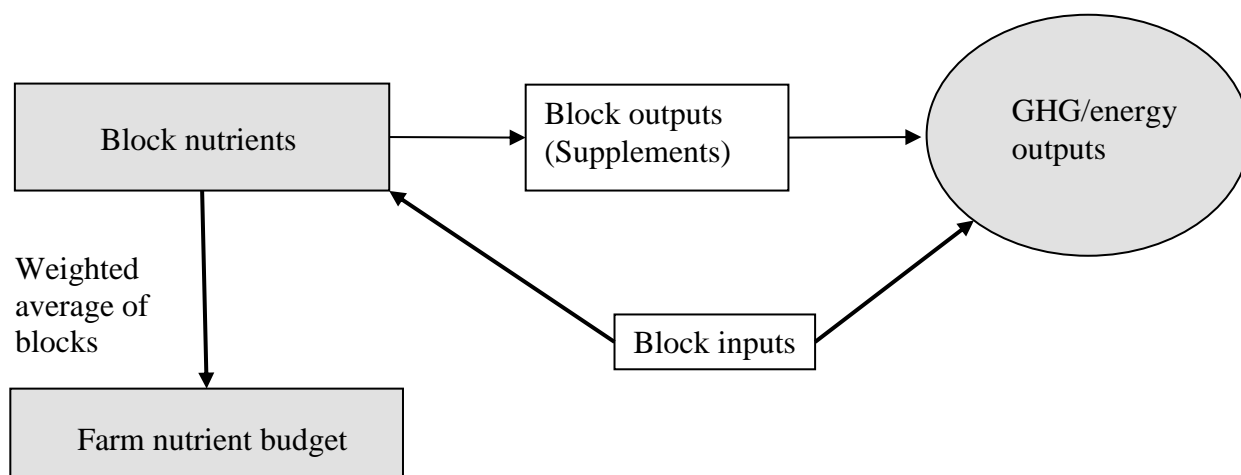 Block nutrients
Block outputs
(Supplements)
GHG/energy
outputs
Weighted
average of
blocks
Block inputs
Farm nutrient budget